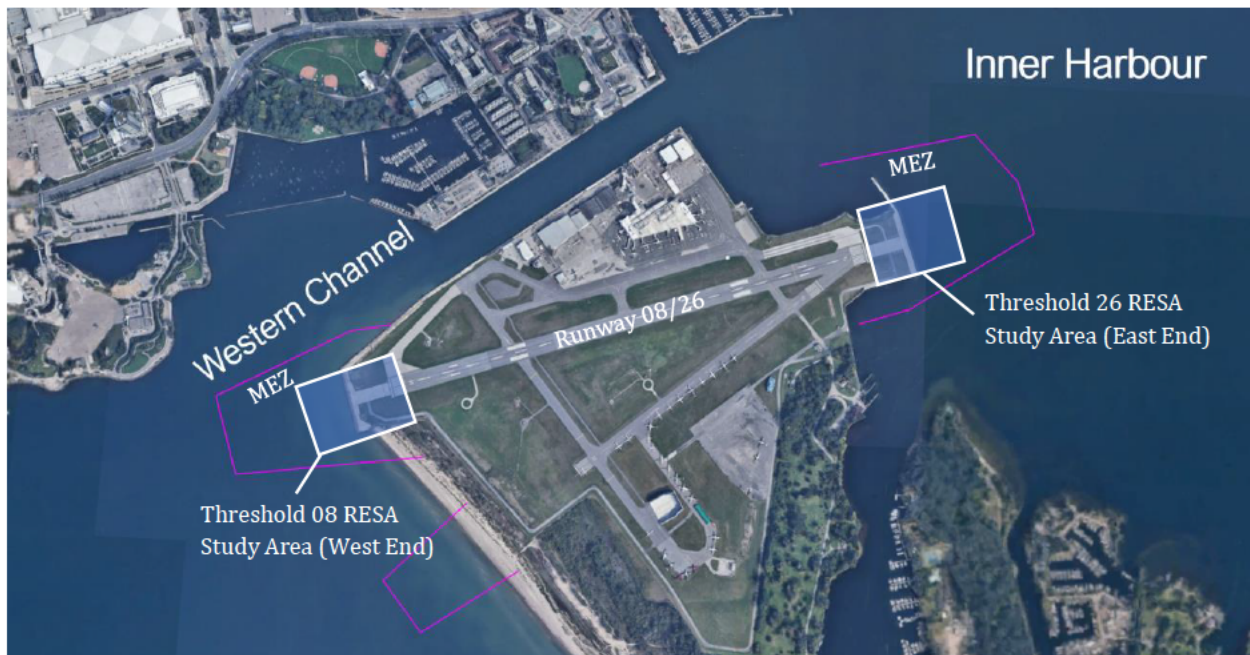 Inner Harbour
MEZ
Western Channel
Runway 08/26
Threshold 26 RESA
Study Area (East End)
MEZ
Threshold 08 RESA
Study Area (West End)